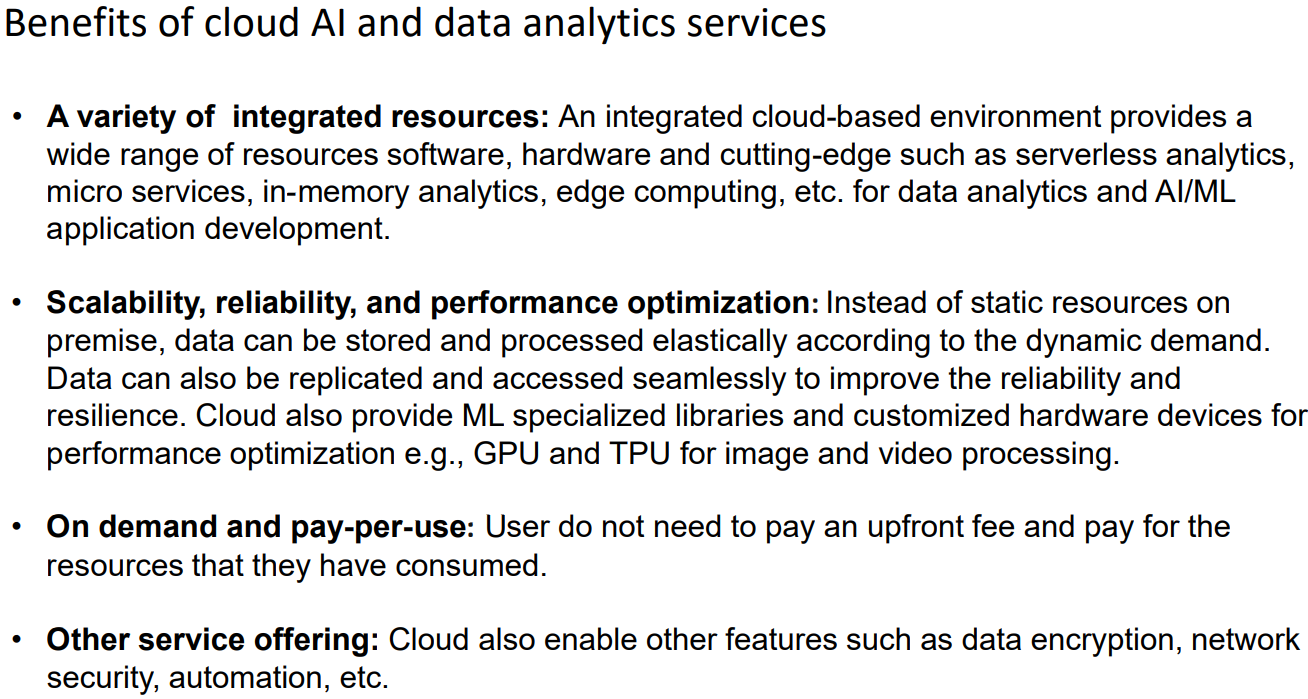 Benefits of cloud AI and data analytics services
• A variety of  integrated resources: An integrated cloud-based environment provides a
wide range of resources software, hardware and cutting-edge such as serverless analytics,
micro services, in-memory analytics, edge computing, etc. for data analytics and AI/ML
application development.
• Scalability, reliability, and performance optimization: Instead of static resources on
premise, data can be stored and processed elastically according to the dynamic demand.
Data can also be replicated and accessed seamlessly to improve the reliability and
resilience. Cloud also provide ML specialized libraries and customized hardware devices for
performance optimization e.g., GPU and TPU for image and video processing.
• On demand and pay-per-use: User do not need to pay an upfront fee and pay for the
resources that they have consumed.
• Other service offering: Cloud also enable other features such as data encryption, network
security, automation, etc.